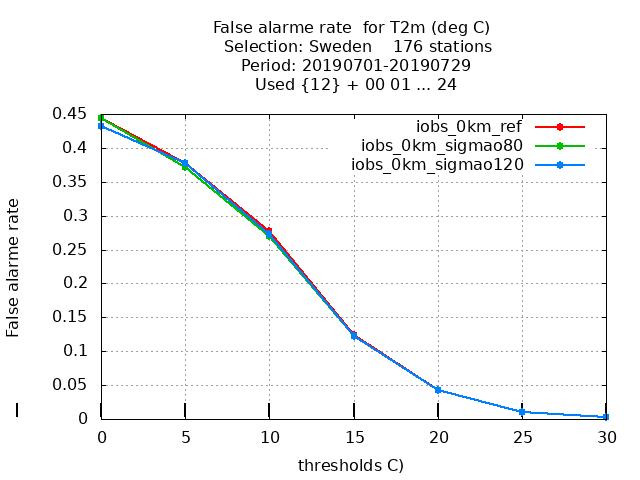 False alarme rate  for T2m (deg C)
Selection: Sweden    176 stations
Period: 20190701-20190729
Used {12} + 00 01 ... 24
iobs_0km_ref
iobs_0km_sigmao80
iobs_0km_sigmao120
False alarme rate
0.45
0.4
0.35
0.3
0.25
0.2
0.15
0.1
0.05
0
0 5 10 15 20 25 30
thresholds C)